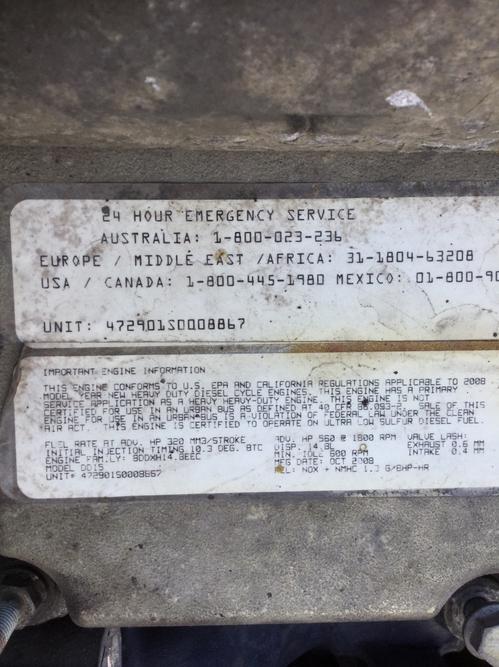 24 HOUR EMERGENCY SERVICE
AUSTRALIA: 1-800-023-236
EUROPE / MIDDLE EAST /AFRICA: 31-1804-63208
USA / CANADA: 1-800-445-1980 MEXICO: 01-800-90
UNIT: 472901S0008867
IMPORTANT ENGINE INFORMATION
THIS ENGINE CONFORMS TO U.S. EPA AND CALIFORNIA REGULATIONS APPLICABLE TO 2008
MODEL YEAR NEW HEAVY DUTY DIESEL CYCLE ENGINES. THIS ENGINE HAS A PRIMARY
SERVICE APPLICATION AS A HEAVY HEAVY-DUTY ENGINE. THIS ENGINE IS NOT
CERTIFIED FOR USE IN AN URBAN BUS AS DEFINED AT 40 CFR SALE OF THIS
ENGINE FOR USE IN AN URBAN BUS IS A VIOLATION OF FEDERAL LAW UNDER THE CLEAN
AIR ACT. THIS ENGINE IS CERTIFIED TO OPERATE ON ULTRA LOW SULFUR DIESEL FUEL.
FUEL RATE AT ADV. HP 320 MM3/STROKE ADV. HP 560 @ 1800 RPM VALVE LASH:
INITIAL INJECTION TIMING 10.3 DEG. BTC DISP. 14.8L EXHAUST 0.6 MM
ENGINE FAMILY: 8DDXH14.8EEC MIN. IDLE 600 RPM INTAKE 0.4 MM
MODEL DD15 MFG DATE: OCT 2008
UNIT# 472901S0008867 FEL: NOX + NMHC G/BHP-HR